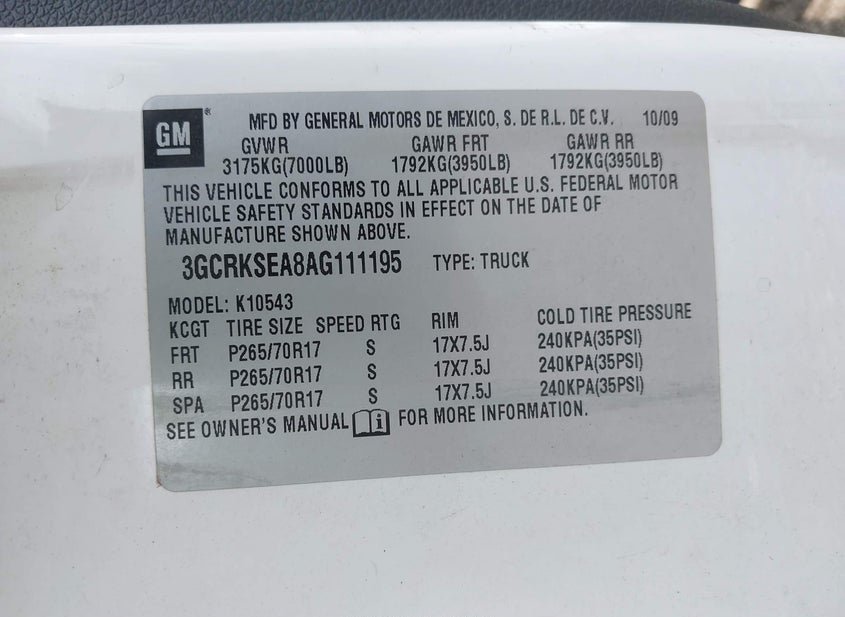 GM ® MFD BY GENERAL MOTORS DE MEXICO, S. DE R.L. DE C.V. 10/09
GVWR GAWR FRT GAWR RR
3175KG(7000LB) 1792KG(3950LB) 1792KG(3950LB)
THIS VEHICLE CONFORMS TO ALL APPLICABLE U.S. FEDERAL MOTOR
VEHICLE SAFETY STANDARDS IN EFFECT ON THE DATE OF
MANUFACTURE SHOWN ABOVE.
3GCRKSEA8AG111195 TYPE: TRUCK
MODEL: K10543
KCGT TIRE SIZE SPEED RTG RIM COLD TIRE PRESSURE
FRT P265/70R17 S 17X7.5J 240KPA(35PSI)
RR P265/70R17 S 17X7.5J 240KPA(35PSI)
SPA P265/70R17 S 17X7.5J 240KPA(35PSI)
SEE OWNER'S MANUAL i FOR MORE INFORMATION.